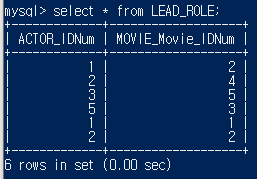 mysql> select * from LEAD_ROLE;
+-------------+-------------------+
| ACTOR_IDNum | MOVIE_Movie_IDNum |
+-------------+-------------------+
| 1 | 2 |
| 2 | 4 |
| 3 | 5 |
| 5 | 3 |
| 1 | 1 |
| 2 | 2 |
+-------------+-------------------+
6 rows in set (0.00 sec)